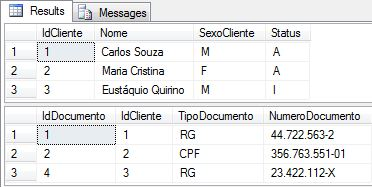 Results Messages
IdCliente Nome SexoCliente Status
1 1 Carlos Souza M A
2 2 Maria Cristina F A
3 3 Eustáquio Quirino M I
IdDocumento IdCliente TipoDocumento NumeroDocumento
1 1 1 RG 44.722.563-2
2 2 2 CPF 356.763.551-01
3 4 3 RG 23.422.112-X